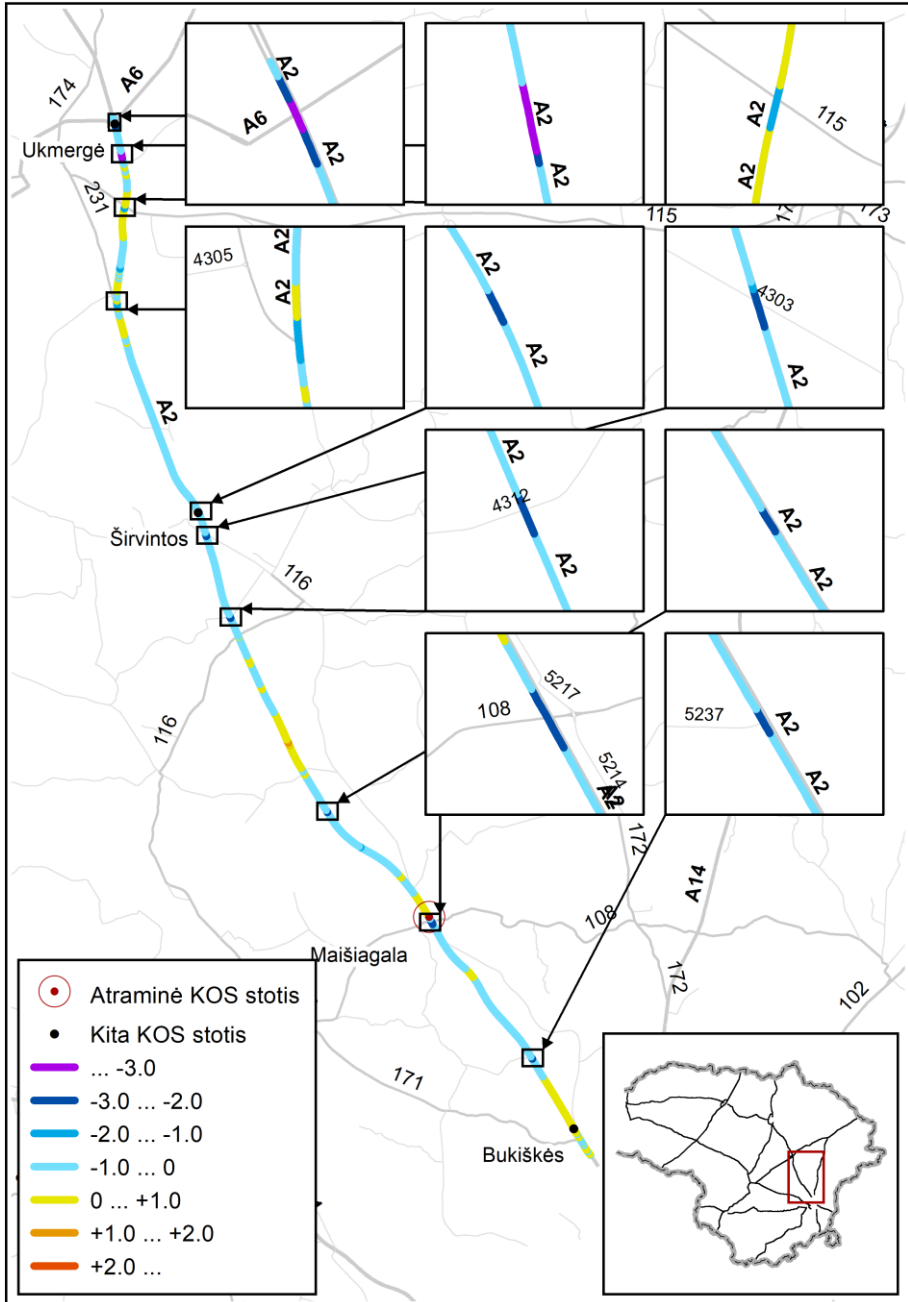 174
A6
A2
A6
A2
A2
A2
A2
115
A2
Ukmergė
231
115
173
4305
A2
A2
A2
A2
4303
A2
A2
A2
4312
A2
A2
Širvintos
116
5217
108
5214
A2
5237
A2
A2
116
172
A14
108
Maišiagala
172
102
171
Bukiškės
Atraminė KOS stotis
Kita KOS stotis
... -3.0
-3.0 ... -2.0
-2.0 ... -1.0
-1.0 ... 0
0 ... +1.0
+1.0 ... +2.0
+2.0 ...